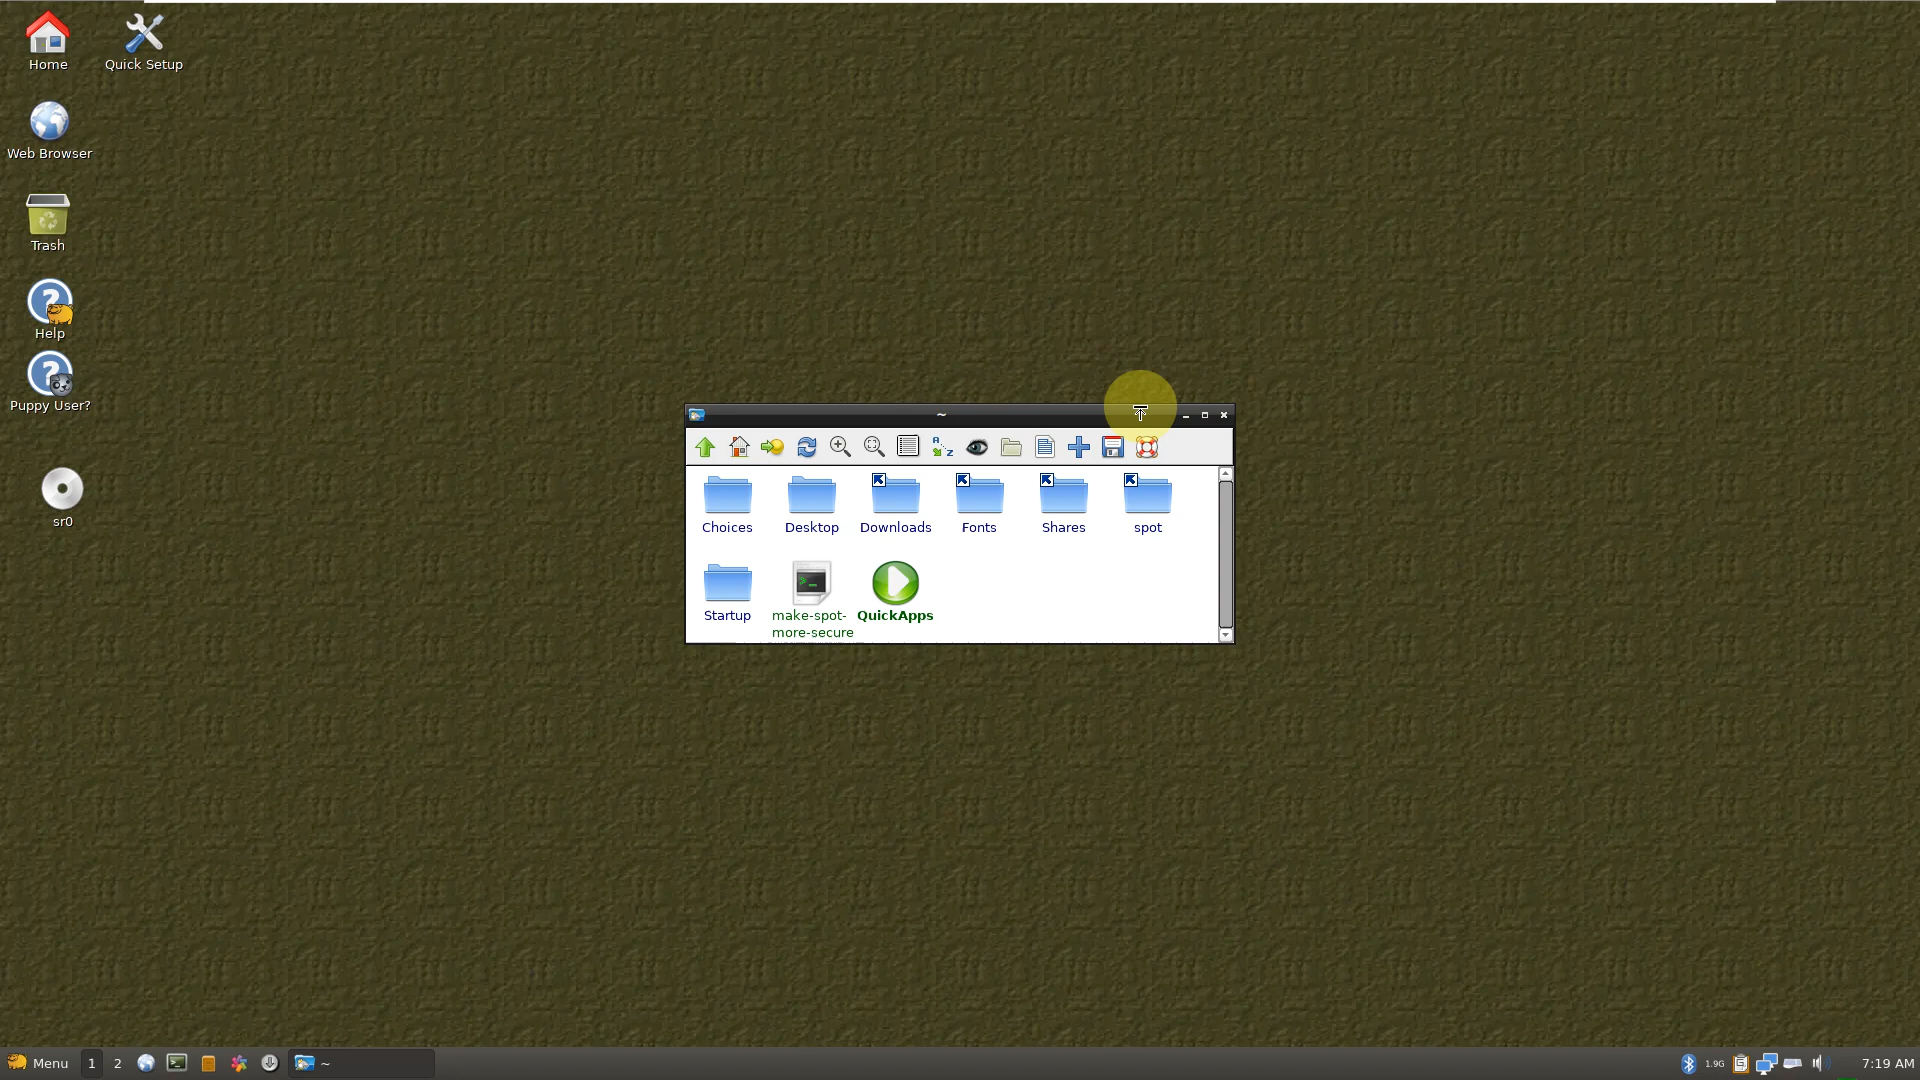 Home
Quick Setup
Web Browser
Trash
Help
Puppy User?
sr0
~
A
Z
Choices
Desktop
Downloads
Fonts
Shares
spot
Startup
make-spot-
more-secure
QuickApps
Menu
1
2
~
1.9G
7:19 AM